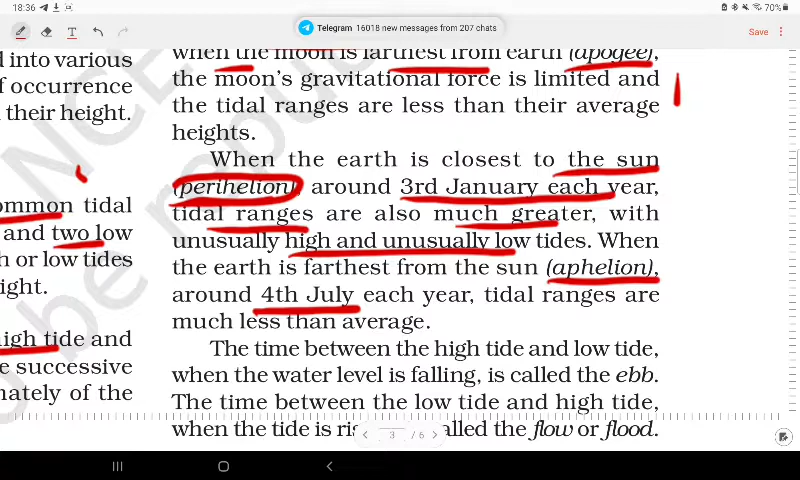 18:36
70%
Telegram 16018 new messages from 207 chats
T
Save
d into various
f occurrence
their height.
ommon tidal
and two low
h or low tides
ight.
igh tide and
e successive
nately of the
when the moon is farthest from earth (apogee),
the moon's gravitational force is limited and
the tidal ranges are less than their average
heights.
When the earth is closest to the sun
(perihelion), around 3rd January each year,
tidal ranges are also much greater, with
unusually high and unusually low tides. When
the earth is farthest from the sun (aphelion),
around 4th July each year, tidal ranges are
much less than average.
The time between the high tide and low tide,
when the water level is falling, is called the ebb.
The time between the low tide and high tide,
when the tide is ris called the flow or flood.
3 / 6